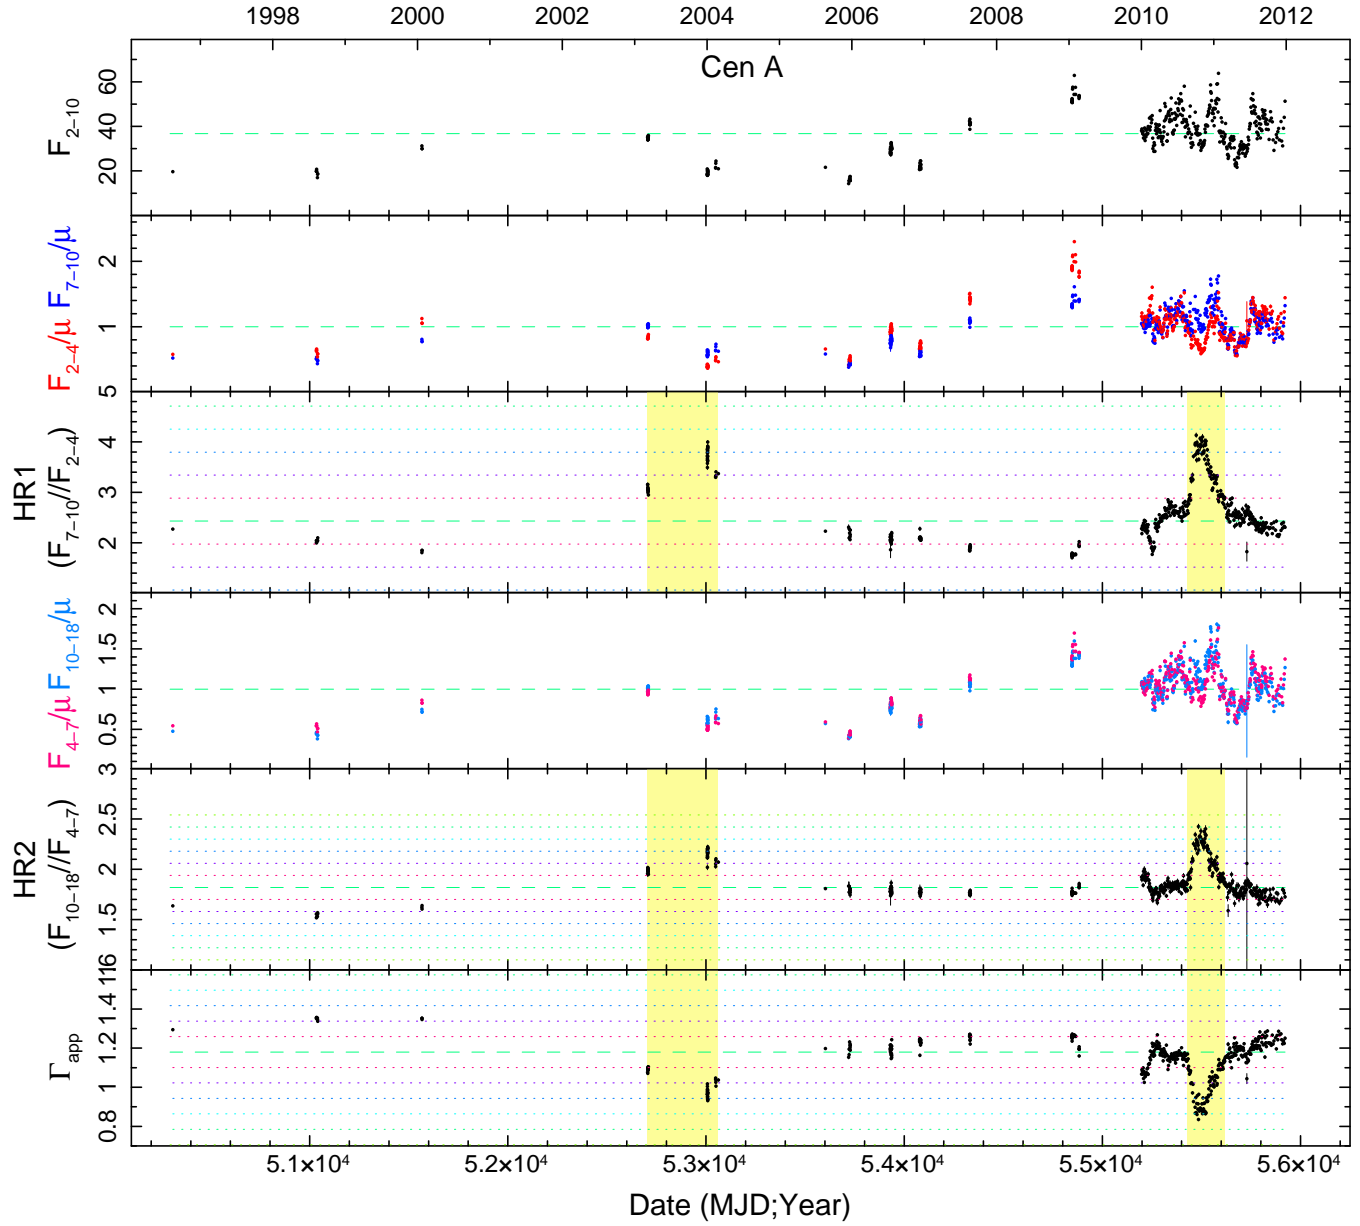 1998 2000 2002 2004 2006 2008 2010 2012
Cen A
F2−10
20 40 60
F2−4/μ F7−10/μ
1 2
HR1
(F7−10//F2−4)
2 3 4 5
F4−7/μ F10−18/μ
0.5 1 1.5 2
HR2
(F10−18//F4−7)
1.5 2 2.5 3
Γapp
0.8 1 1.2 1.4 1.6
5.1×10⁴ 5.2×10⁴ 5.3×10⁴ 5.4×10⁴ 5.5×10⁴ 5.6×10⁴
Date (MJD;Year)